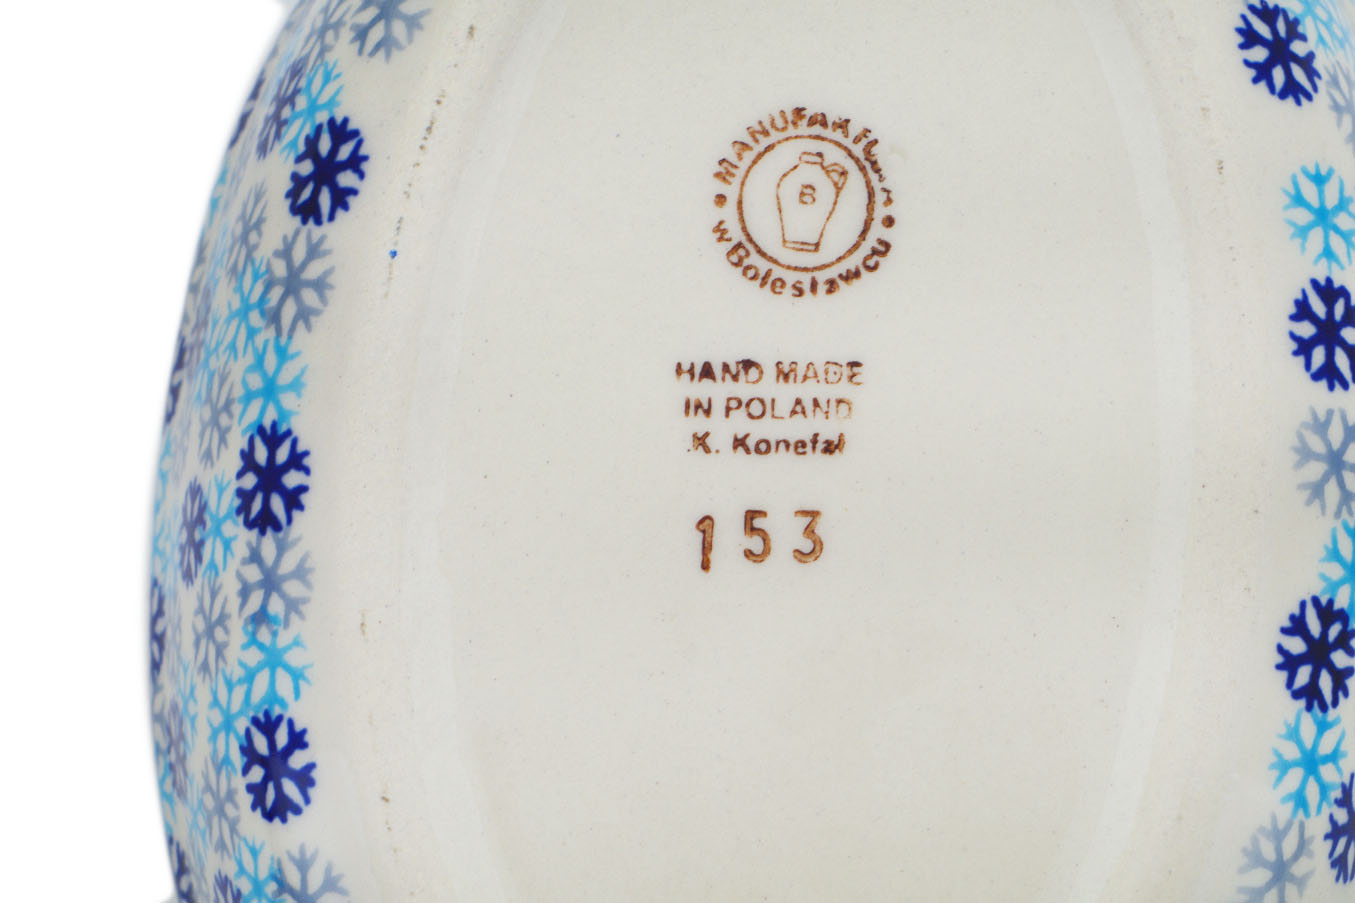 MANUFAKTURA
w Bolesławcu
B
HAND MADE
IN POLAND
K. Konefał
153